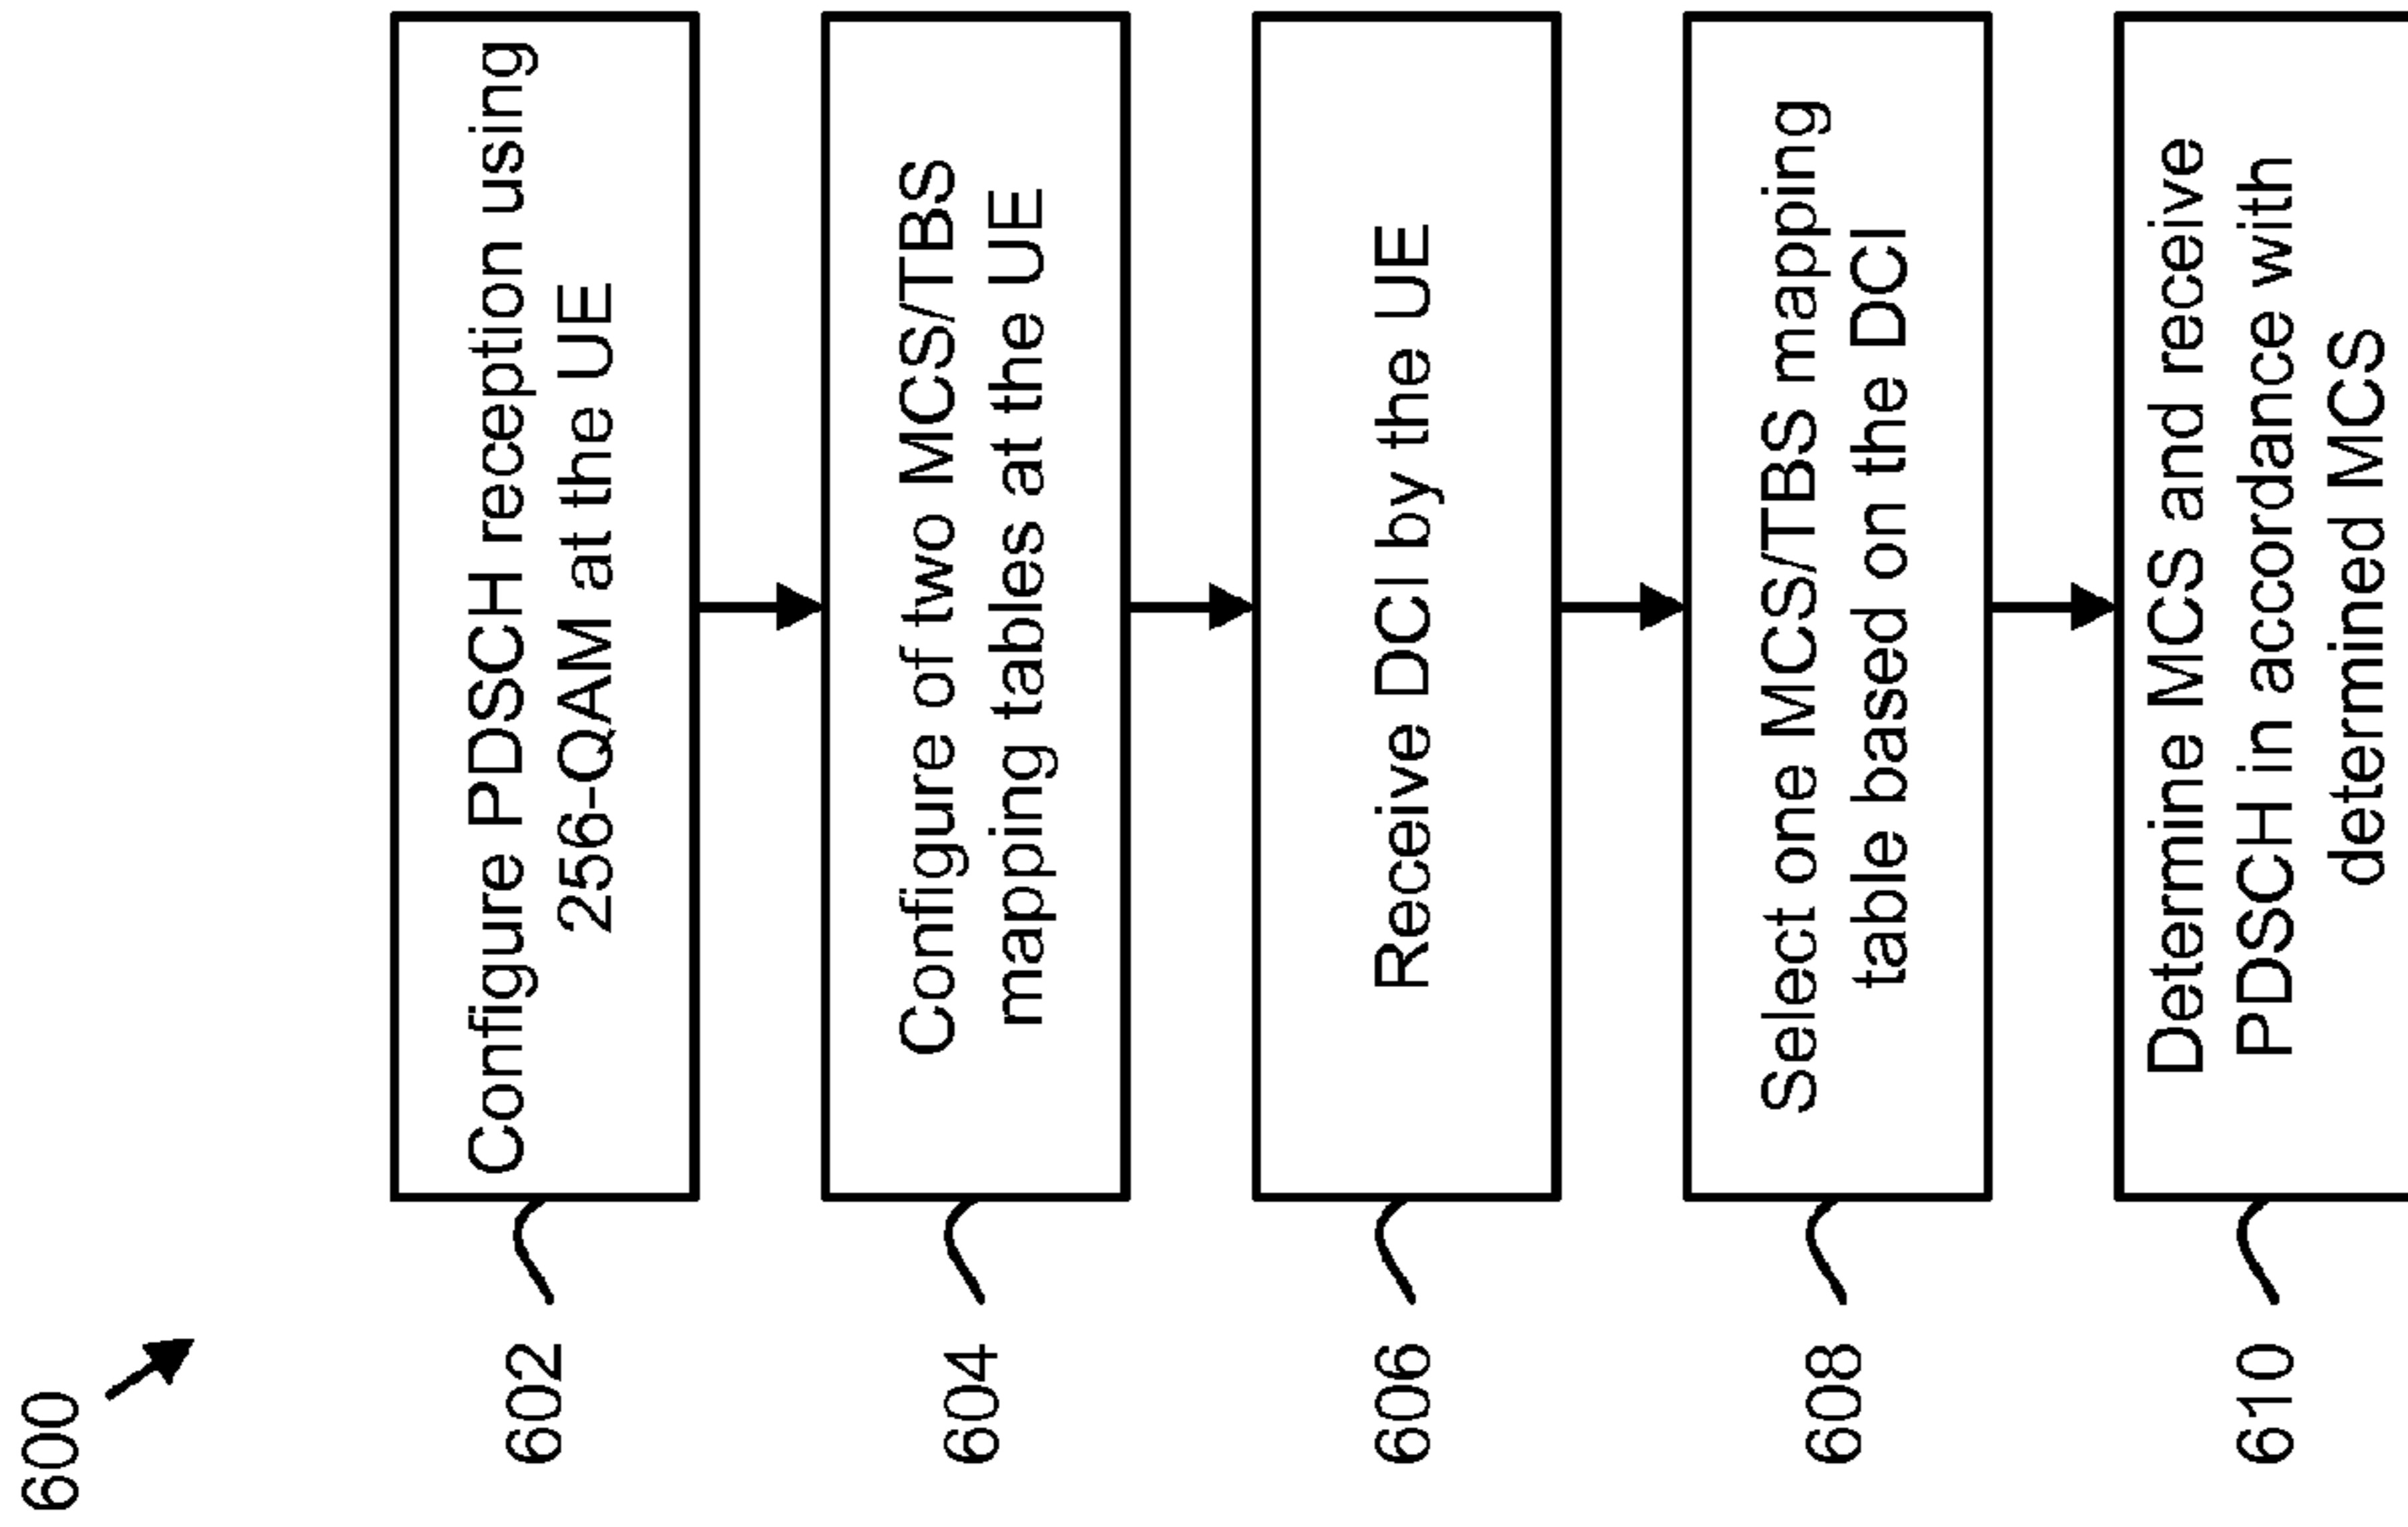 600
602
Configure PDSCH reception using
256-QAM at the UE
604
Configure of two MCS/TBS
mapping tables at the UE
606
Receive DCI by the UE
608
Select one MCS/TBS mapping
table based on the DCI
610
Determine MCS and receive
PDSCH in accordance with
determined MCS